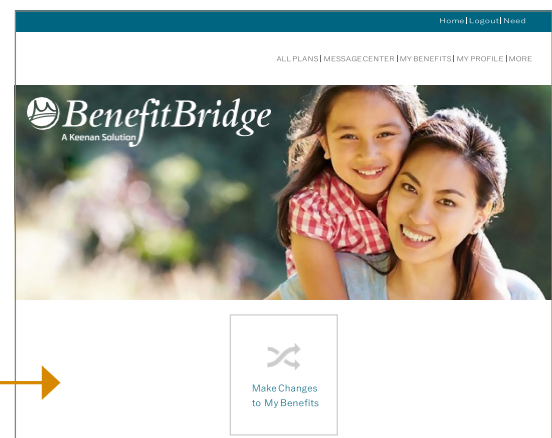 Home|Logout|Need
ALL PLANS| MESSAGE CENTER |MY BENEFITS| MY PROFILE |MORE
BenefitBridge
A Keenan Solution
Make Changes
to My Benefits